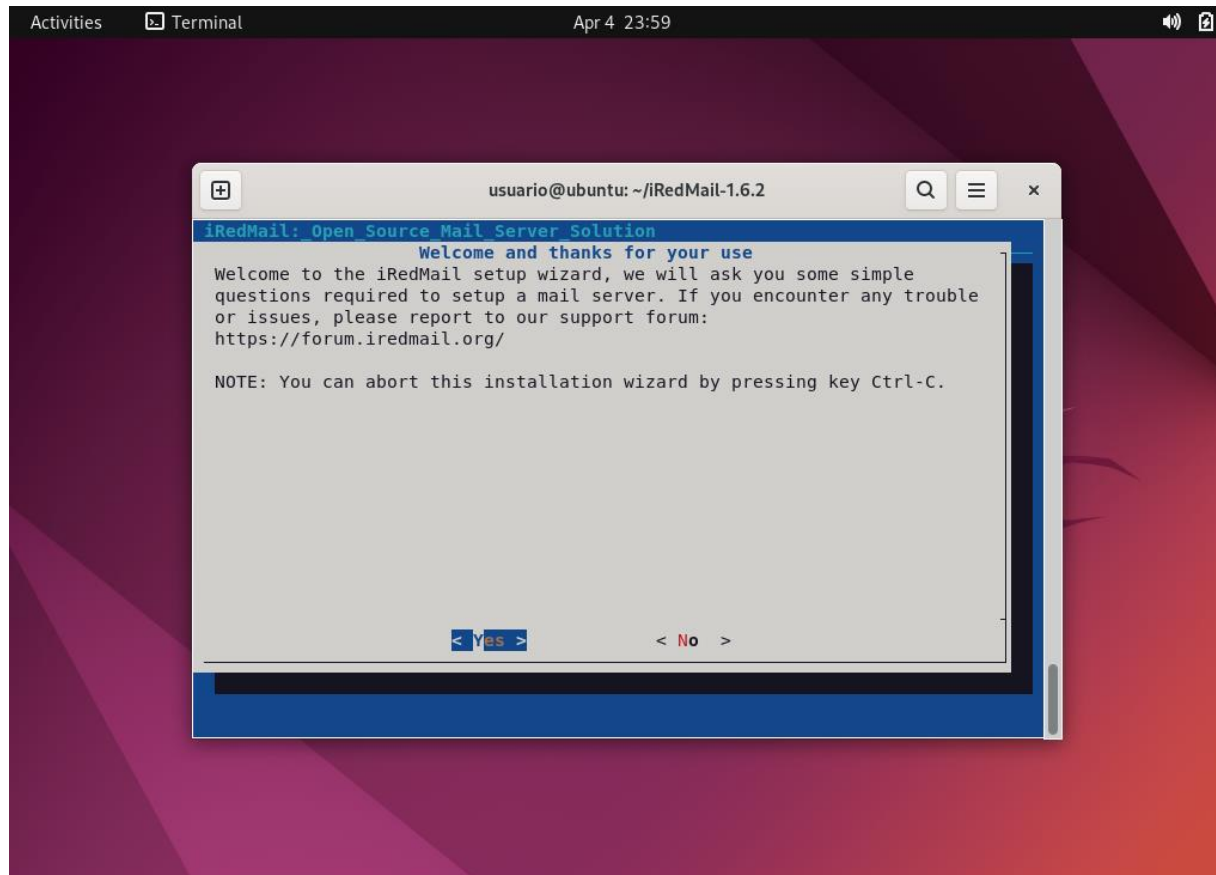 Activities Terminal Apr 4 23:59
usuario@ubuntu: ~/iRedMail-1.6.2
iRedMail:_Open_Source_Mail_Server_Solution
Welcome and thanks for your use
Welcome to the iRedMail setup wizard, we will ask you some simple
questions required to setup a mail server. If you encounter any trouble
or issues, please report to our support forum:
https://forum.iredmail.org/
NOTE: You can abort this installation wizard by pressing key Ctrl-C.
< Yes > < No >